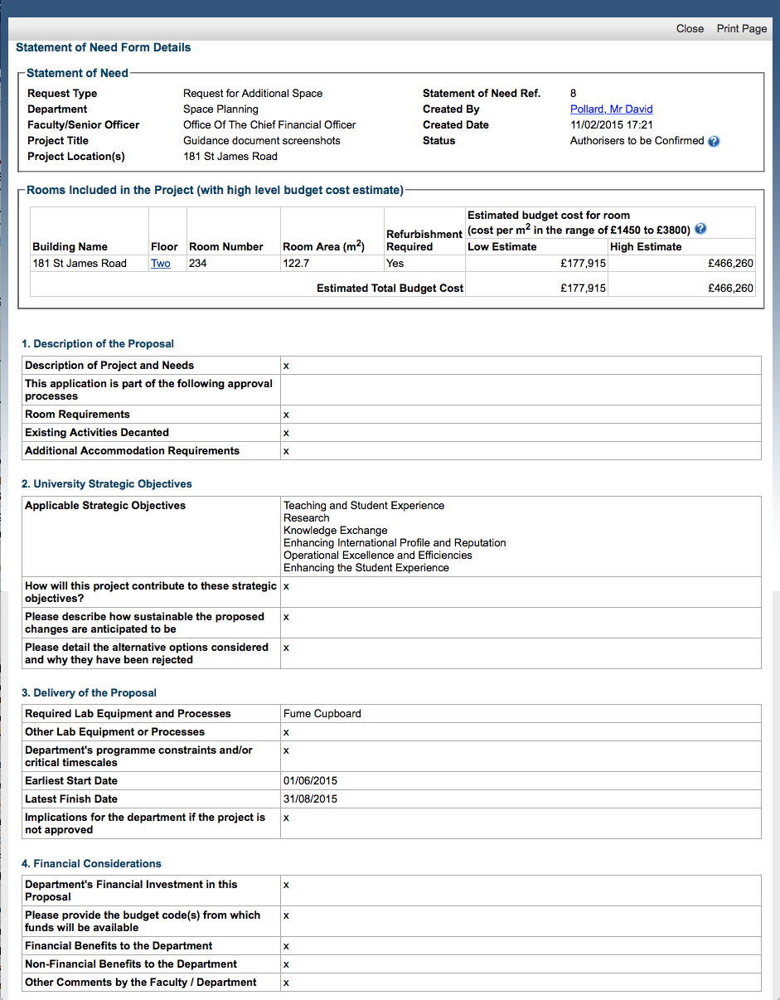 Close Print Page
Statement of Need Form Details
Statement of Need
Request Type Request for Additional Space Statement of Need Ref. 8
Department Space Planning Created By Pollard, Mr David
Faculty/Senior Officer Office Of The Chief Financial Officer Created Date 11/02/2015 17:21
Project Title Guidance document screenshots Status Authorisers to be Confirmed ?
Project Location(s) 181 St James Road
Rooms Included in the Project (with high level budget cost estimate)
Estimated budget cost for room
(cost per m2 in the range of £1450 to £3800) ?
Refurbishment
Building Name Floor Room Number Room Area (m2) Required Low Estimate High Estimate
181 St James Road Two 234 122.7 Yes £177,915 £466,260
Estimated Total Budget Cost £177,915 £466,260
1. Description of the Proposal
Description of Project and Needs x
This application is part of the following approval
processes
Room Requirements x
Existing Activities Decanted x
Additional Accommodation Requirements x
2. University Strategic Objectives
Applicable Strategic Objectives Teaching and Student Experience
Research
Knowledge Exchange
Enhancing International Profile and Reputation
Operational Excellence and Efficiencies
Enhancing the Student Experience
How will this project contribute to these strategic x
objectives?
Please describe how sustainable the proposed x
changes are anticipated to be
Please detail the alternative options considered x
and why they have been rejected
3. Delivery of the Proposal
Required Lab Equipment and Processes Fume Cupboard
Other Lab Equipment or Processes x
Department's programme constraints and/or x
critical timescales
Earliest Start Date 01/06/2015
Latest Finish Date 31/08/2015
Implications for the department if the project is x
not approved
4. Financial Considerations
Department's Financial Investment in this x
Proposal
Please provide the budget code(s) from which x
funds will be available
Financial Benefits to the Department x
Non-Financial Benefits to the Department x
Other Comments by the Faculty / Department x